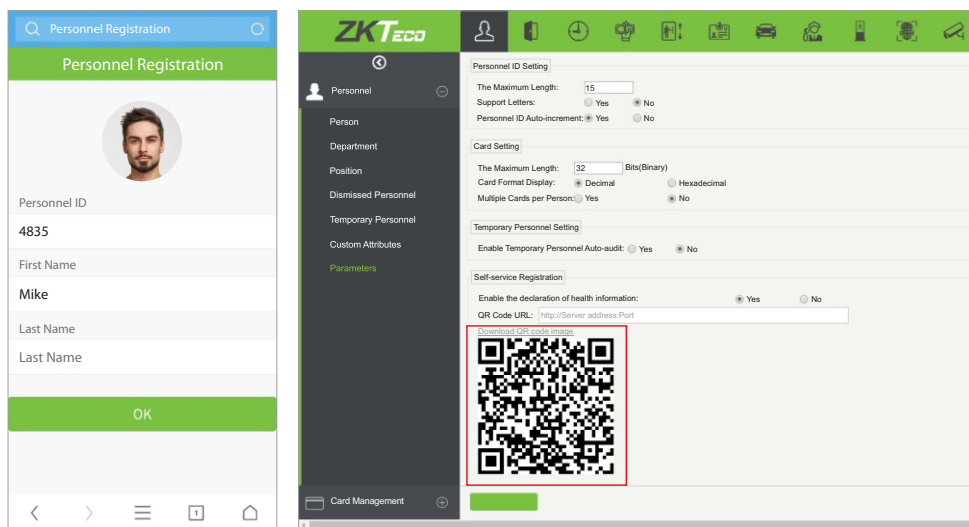 Personnel Registration
Personnel Registration
Personnel ID
4835
First Name
Mike
Last Name
Last Name
OK
1
ZKTeco
Personnel
Person
Department
Position
Dismissed Personnel
Temporary Personnel
Custom Attributes
Parameters
Card Management
Personnel ID Setting
The Maximum Length: 15
Support Letters: Yes No
Personnel ID Auto-increment: Yes No
Card Setting
The Maximum Length: 32 Bits(Binary)
Card Format Display: Decimal Hexadecimal
Multiple Cards per Person: Yes No
Temporary Personnel Setting
Enable Temporary Personnel Auto-audit: Yes No
Self-service Registration
Enable the declaration of health information: Yes No
QR Code URL: http://Server address:Port
Download QR code image